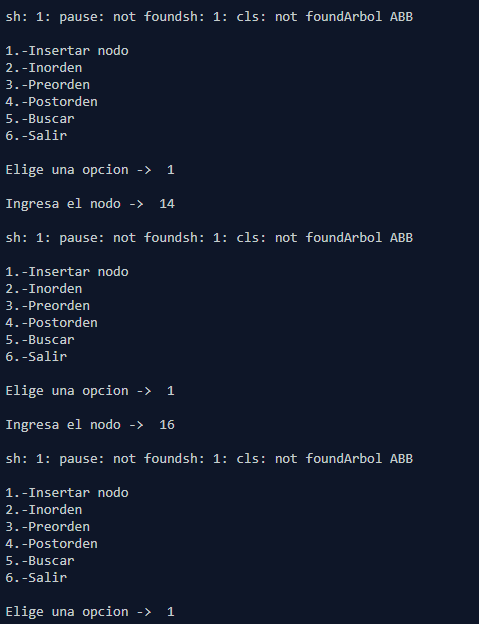 sh: 1: pause: not foundsh: 1: cls: not foundArbol ABB
1.-Insertar nodo
2.-Inorden
3.-Preorden
4.-Postorden
5.-Buscar
6.-Salir
Elige una opcion -> 1
Ingresa el nodo -> 14
sh: 1: pause: not foundsh: 1: cls: not foundArbol ABB
1.-Insertar nodo
2.-Inorden
3.-Preorden
4.-Postorden
5.-Buscar
6.-Salir
Elige una opcion -> 1
Ingresa el nodo -> 16
sh: 1: pause: not foundsh: 1: cls: not foundArbol ABB
1.-Insertar nodo
2.-Inorden
3.-Preorden
4.-Postorden
5.-Buscar
6.-Salir
Elige una opcion -> 1